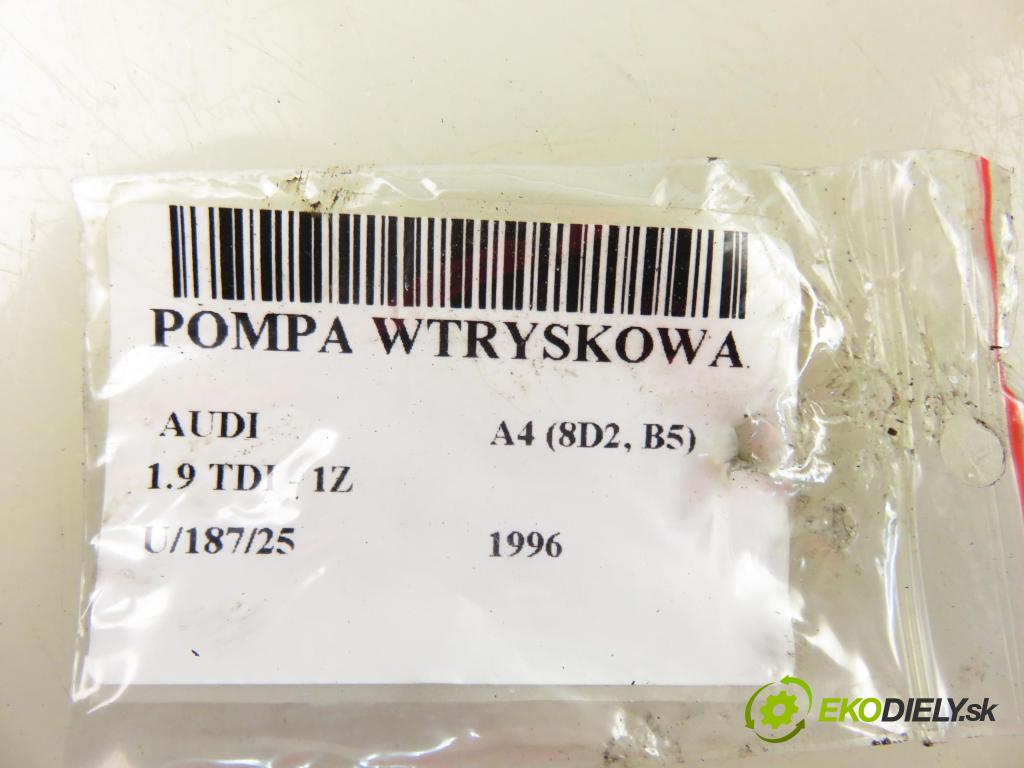 POMPA WTRYSKOWA
AUDI A4 (8D2, B5)
1.9 TDI - 1Z
U/187/25 1996
EKODIELY.sk